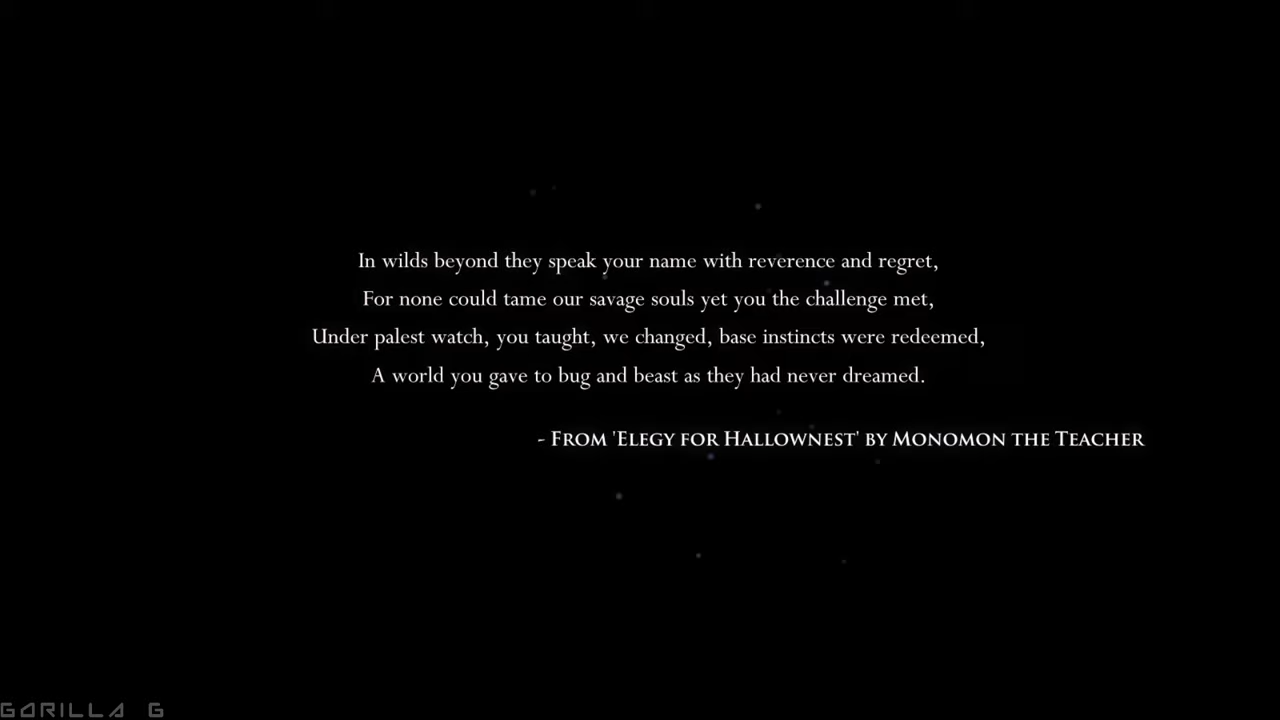 In wilds beyond they speak your name with reverence and regret,
For none could tame our savage souls yet you the challenge met,
Under palest watch, you taught, we changed, base instincts were redeemed,
A world you gave to bug and beast as they had never dreamed.
- From 'Elegy for Hallownest' by Monomon the Teacher
GORILLA G